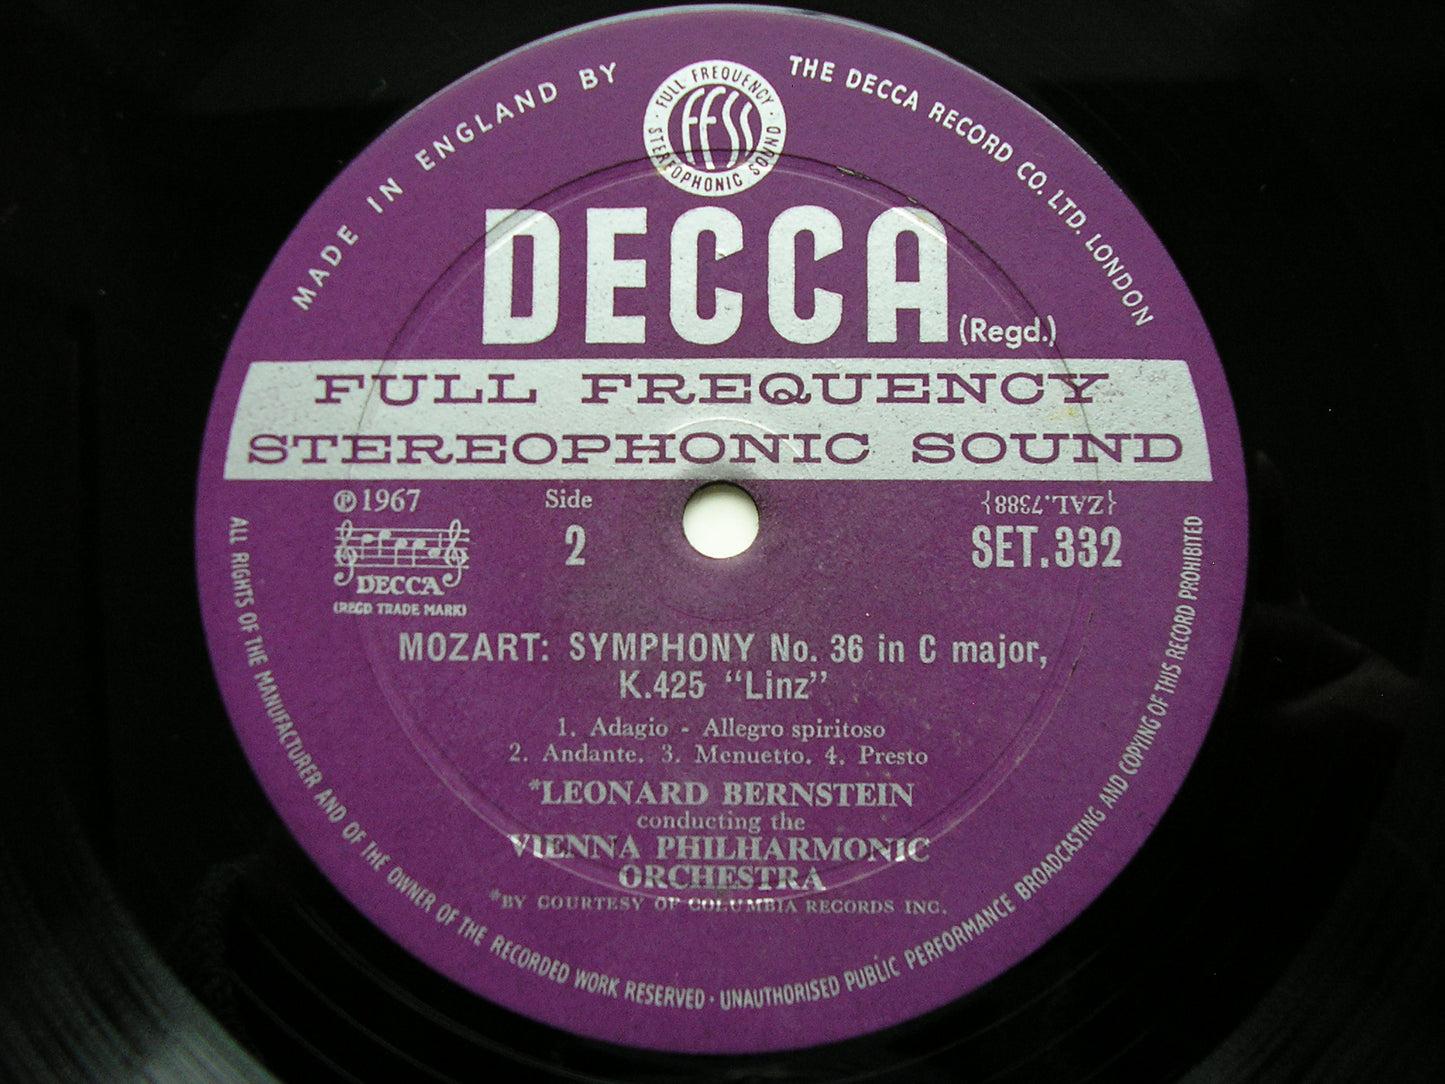 MADE IN ENGLAND BY
THE DECCA RECORD CO. LTD. LONDON
FULL FREQUENCY
FFSS
STEREOPHONIC SOUND
DECCA
(Regd.)
FULL FREQUENCY
STEREOPHONIC SOUND
℗1967
Side
{ZAL.7388}
2
SET.332
DECCA
(REGD TRADE MARK)
MOZART: SYMPHONY No. 36 in C major,
K.425 "Linz"
1. Adagio - Allegro spiritoso
2. Andante. 3. Menuetto. 4. Presto
*LEONARD BERNSTEIN
conducting the
VIENNA PHILHARMONIC
ORCHESTRA
*BY COURTESY OF COLUMBIA RECORDS INC.
ALL RIGHTS OF THE MANUFACTURER AND OF THE OWNER OF THE RECORDED WORK RESERVED · UNAUTHORISED PUBLIC PERFORMANCE BROADCASTING AND COPYING OF THIS RECORD PROHIBITED